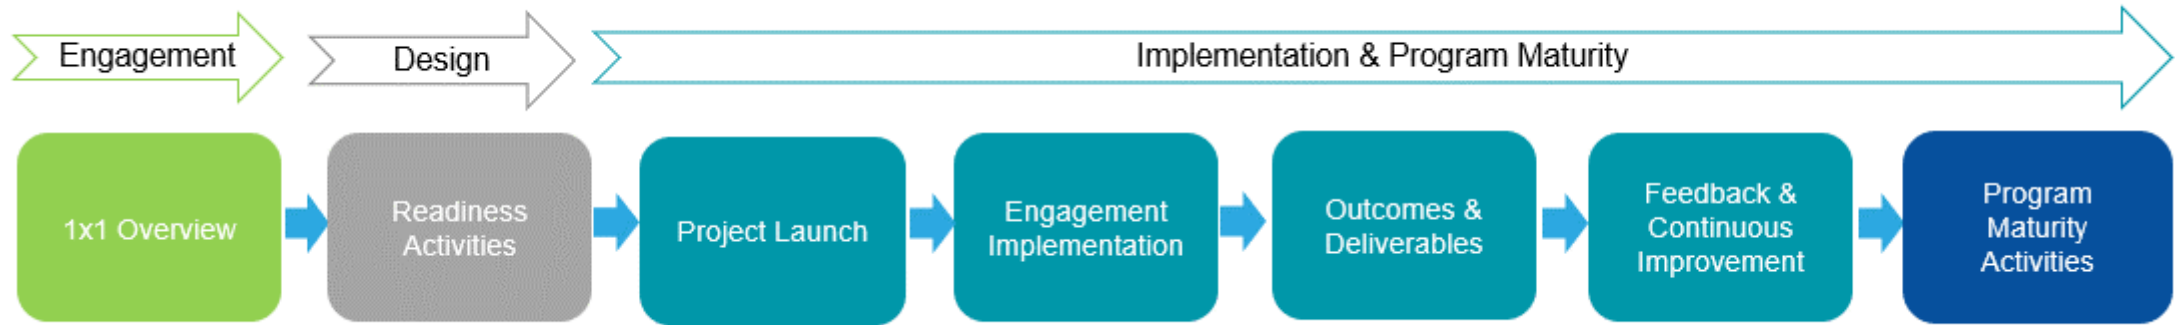 Engagement
Design
Implementation & Program Maturity
1x1 Overview
Readiness
Activities
Project Launch
Engagement
Implementation
Outcomes &
Deliverables
Feedback &
Continuous
Improvement
Program
Maturity
Activities